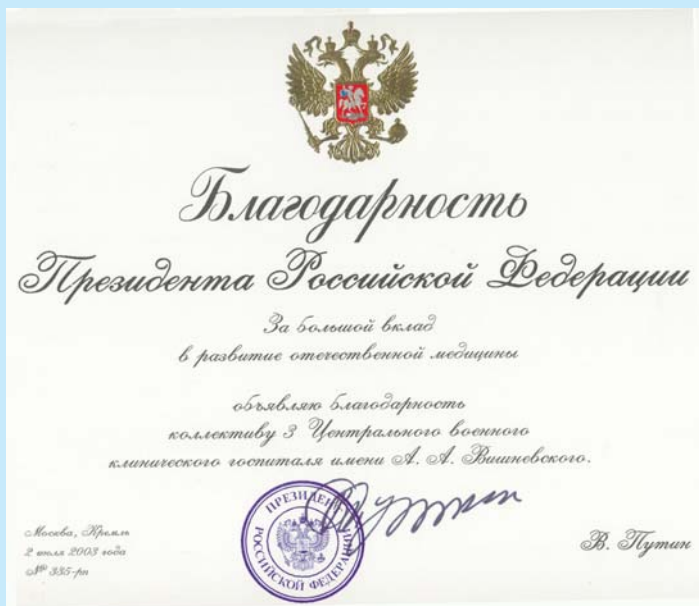 Благодарность
Президента Российской Федерации
За большой вклад
в развитие отечественной медицины
объявляю благодарность
коллективу 3 Центрального военного
клинического госпиталя имени А. А. Вишневского.
ПРЕЗИДЕНТ
РОССИЙСКОЙ ФЕДЕРАЦИИ
Москва, Кремль
2 июля 2003 года
№ 335-рп
В. Путин